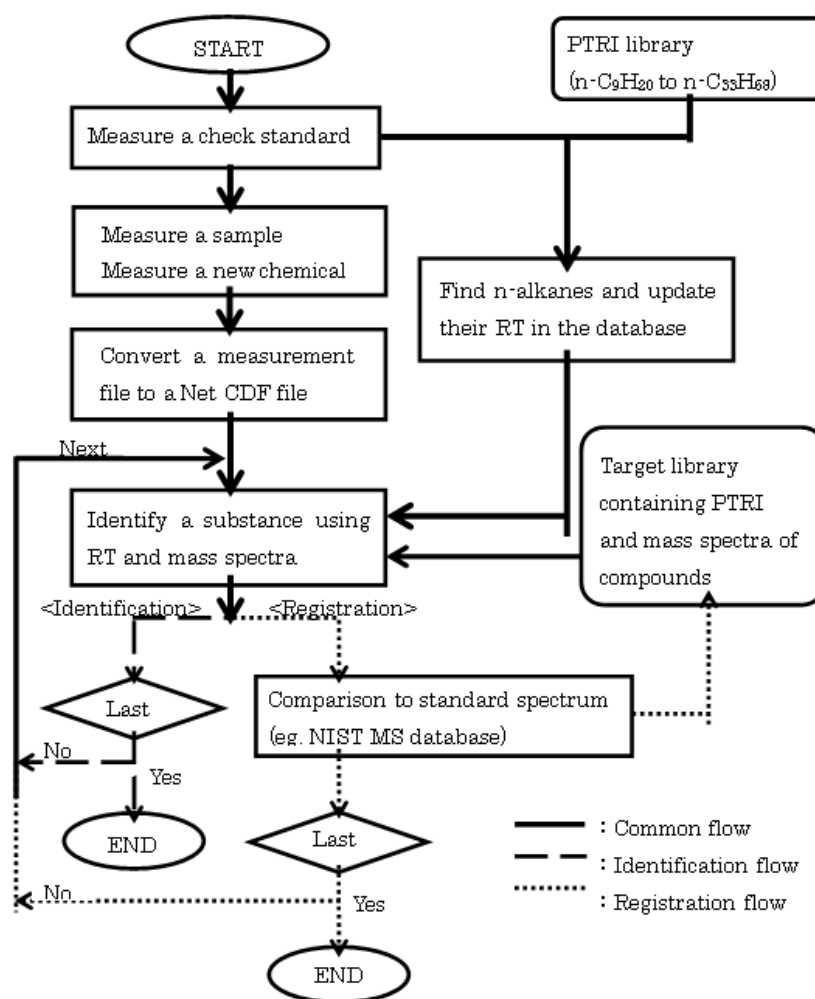 START
PTRI library
(n-C₉H₂₀ to n-C₃₃H₆₈)
Measure a check standard
Measure a sample
Measure a new chemical
Find n-alkanes and update
their RT in the database
Convert a measurement
file to a Net CDF file
Next
Target library
containing PTRI
and mass spectra of
compounds
Identify a substance using
RT and mass spectra
<Identification>
<Registration>
Last
Comparison to standard spectrum
(eg. NIST MS database)
No
Yes
END
Last
: Common flow
: Identification flow
: Registration flow
No
Yes
END